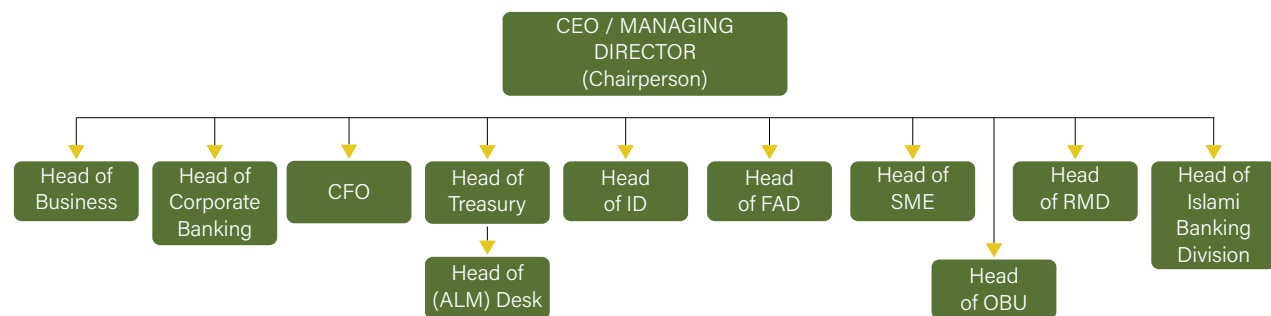 CEO / MANAGING
DIRECTOR
(Chairperson)
Head of
Business
Head of
Corporate
Banking
CFO
Head of
Treasury
Head
of ID
Head
of FAD
Head of
SME
Head
of RMD
Head of
Islami
Banking
Division
Head of
(ALM) Desk
Head
of OBU